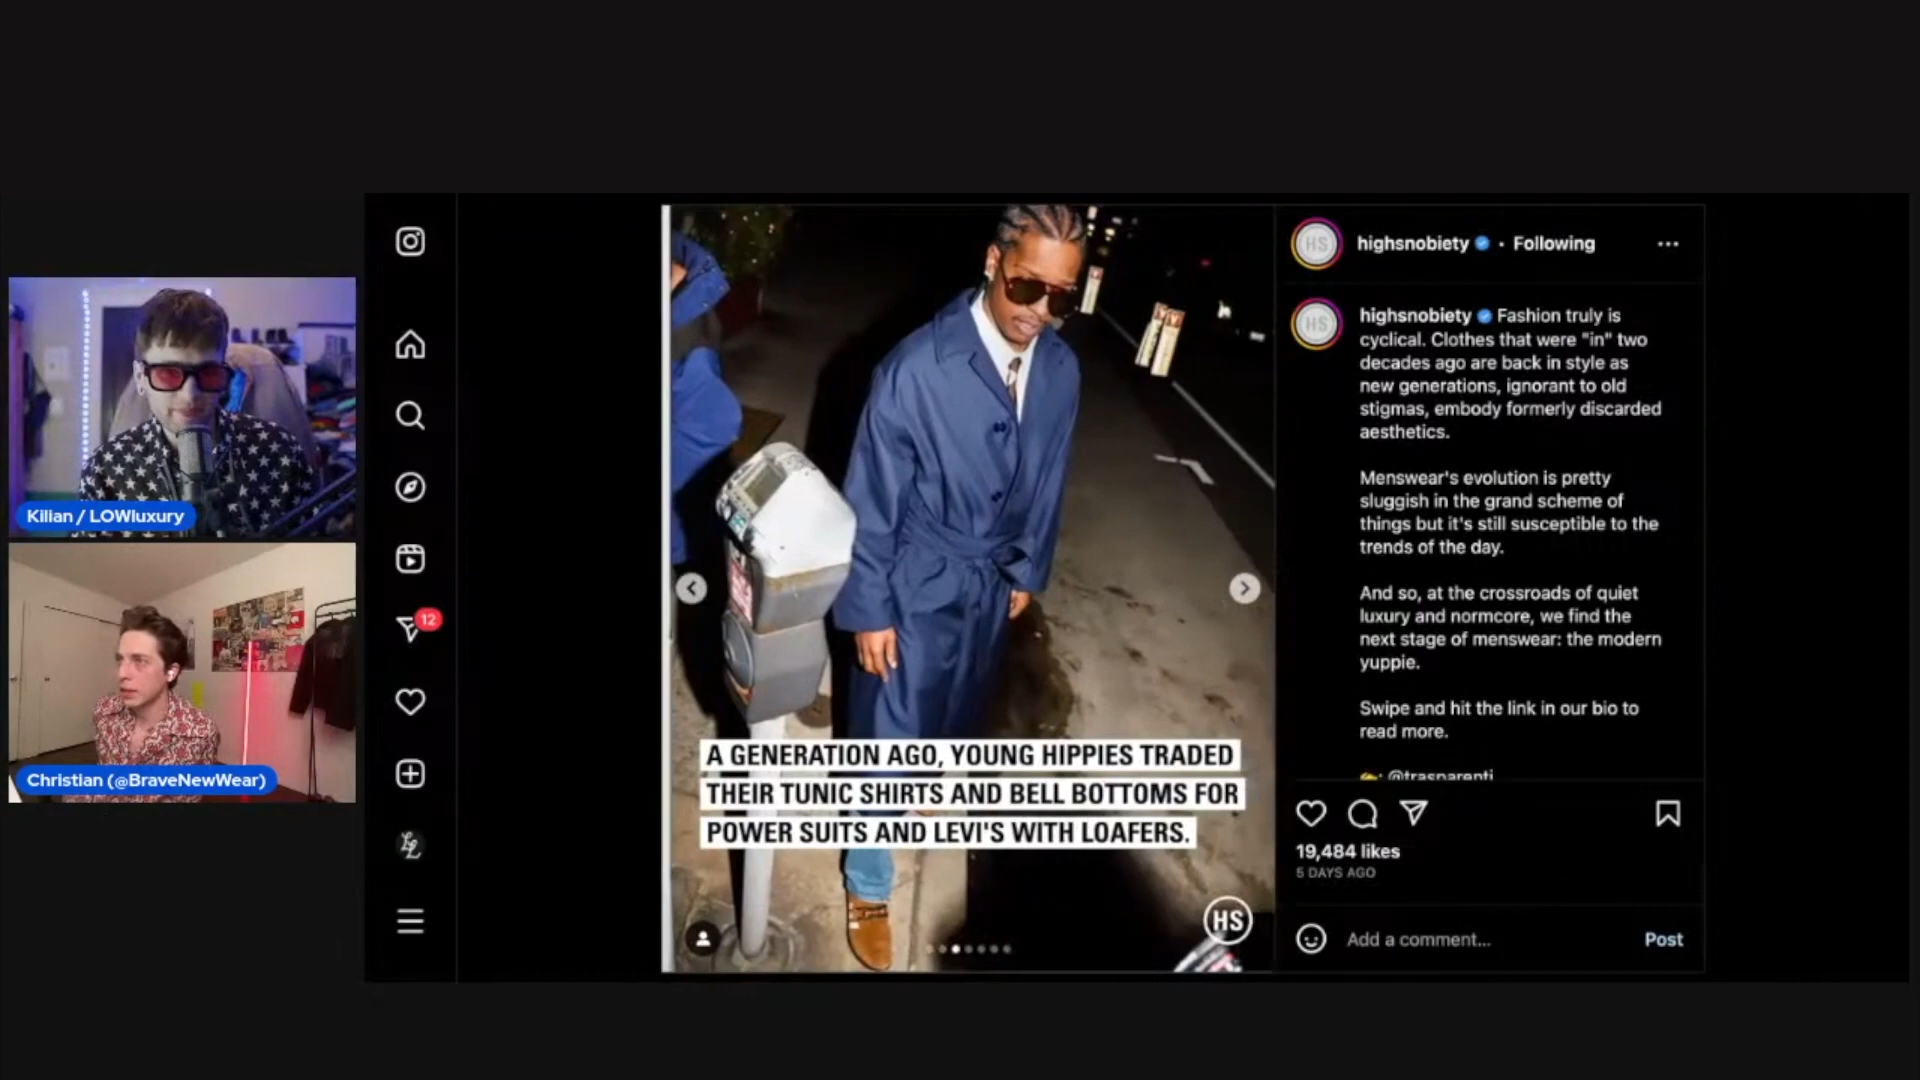 Kilian / LOWluxury
Christian (@BraveNewWear)
12
A GENERATION AGO, YOUNG HIPPIES TRADED
THEIR TUNIC SHIRTS AND BELL BOTTOMS FOR
POWER SUITS AND LEVI'S WITH LOAFERS.
HS
HS
highsnobiety • Following
HS
highsnobiety Fashion truly is
cyclical. Clothes that were "in" two
decades ago are back in style as
new generations, ignorant to old
stigmas, embody formerly discarded
aesthetics.
Menswear's evolution is pretty
sluggish in the grand scheme of
things but it's still susceptible to the
trends of the day.
And so, at the crossroads of quiet
luxury and normcore, we find the
next stage of menswear: the modern
yuppie.
Swipe and hit the link in our bio to
read more.
✍️: @trasparenti
19,484 likes
5 DAYS AGO
Add a comment...
Post